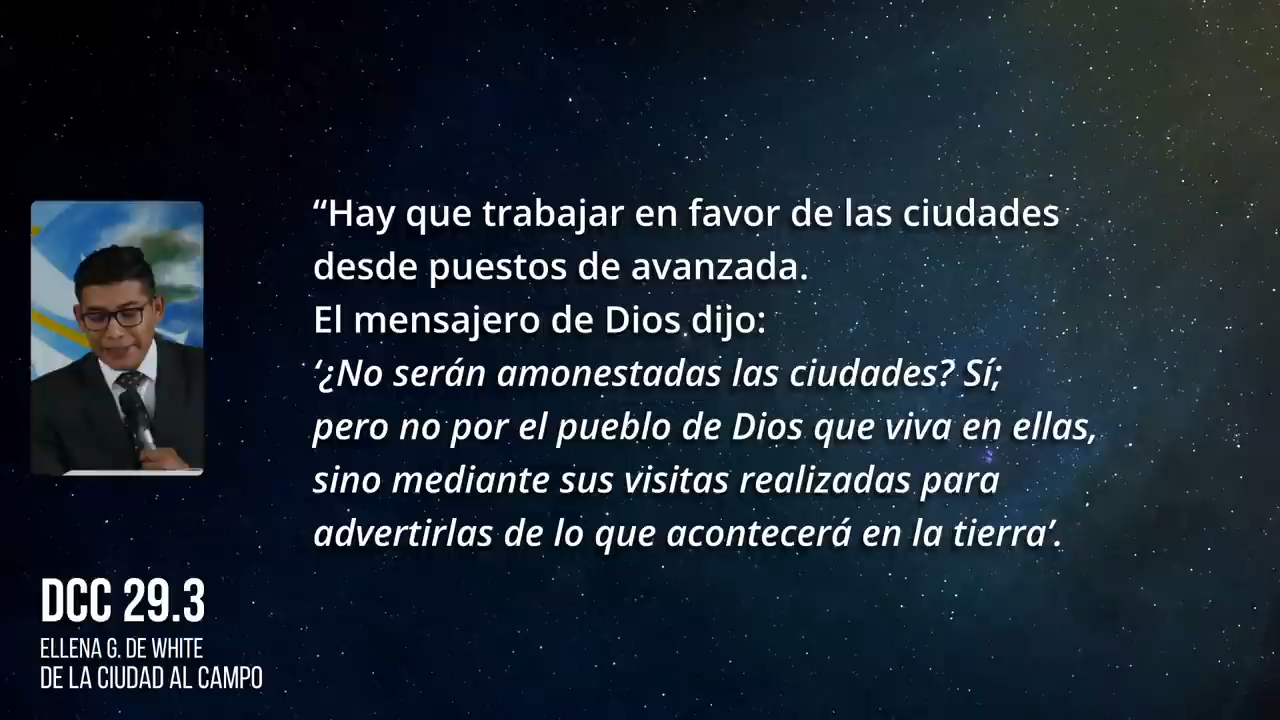 “Hay que trabajar en favor de las ciudades
desde puestos de avanzada.
El mensajero de Dios dijo:
‘¿No serán amonestadas las ciudades? Sí;
pero no por el pueblo de Dios que viva en ellas,
sino mediante sus visitas realizadas para
advertirlas de lo que acontecerá en la tierra’.
DCC 29.3
ELLENA G. DE WHITE
DE LA CIUDAD AL CAMPO